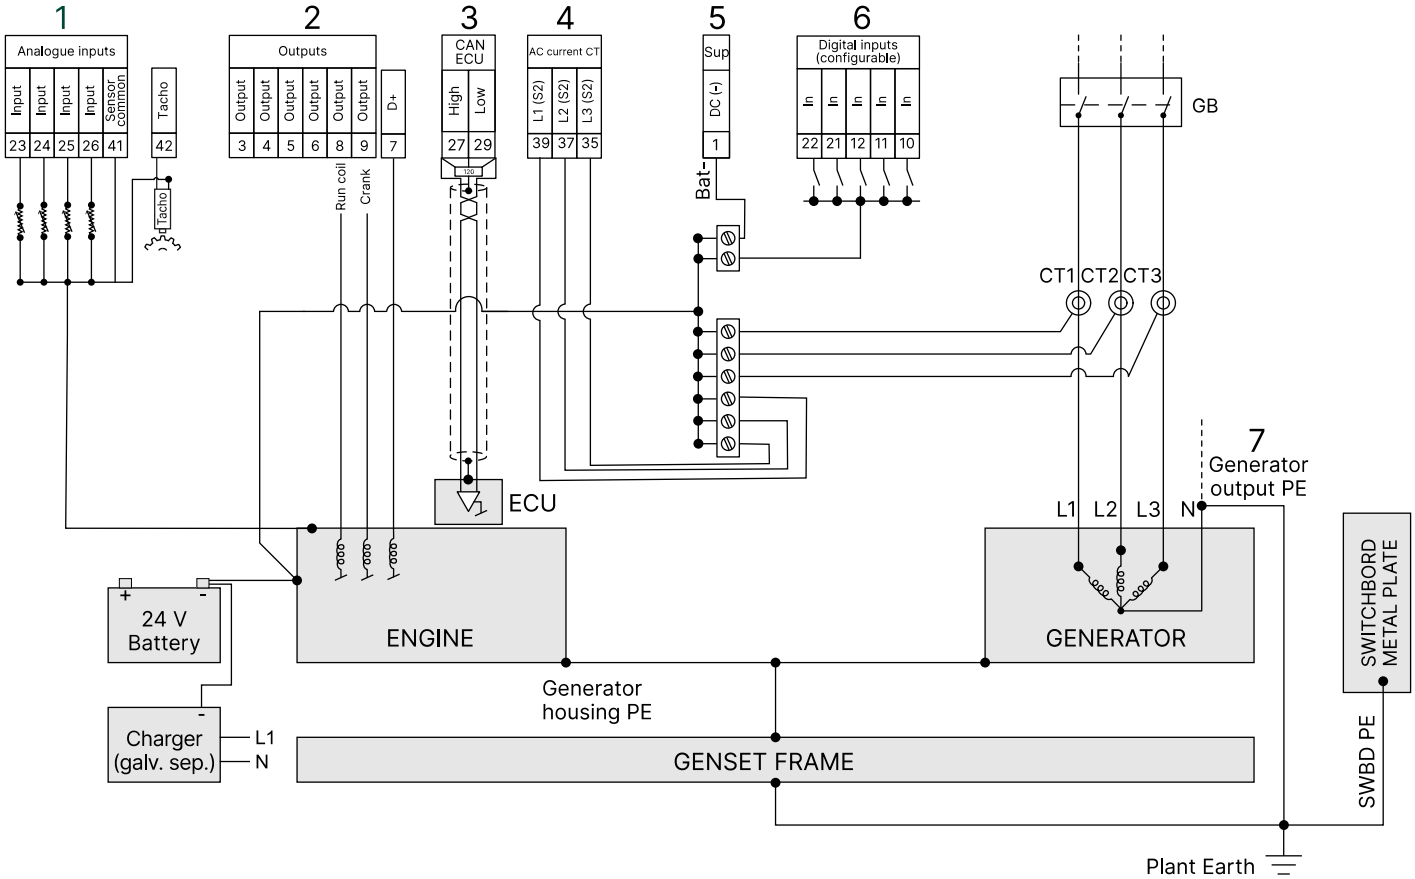 1
2
3
4
5
6
Analogue inputs
Input
Input
Input
Input
Sensor
common
23
24
25
26
41
Tacho
42
Tacho
Outputs
Output
Output
Output
Output
Output
Output
3
4
5
6
8
9
D+
7
Run coil
Crank
CAN
ECU
High
Low
27
29
120
AC current CT
L1 (S2)
L2 (S2)
L3 (S2)
39
37
35
Sup
DC (-)
1
Bat-
Digital inputs
(configurable)
In
In
In
In
In
22
21
12
11
10
GB
CT1
CT2
CT3
ECU
7
Generator
output PE
L1
L2
L3
N
+
-
24 V
Battery
ENGINE
GENERATOR
SWITCHBORD
METAL PLATE
Generator
housing PE
-
Charger
(galv. sep.)
L1
N
GENSET FRAME
SWBD PE
Plant Earth